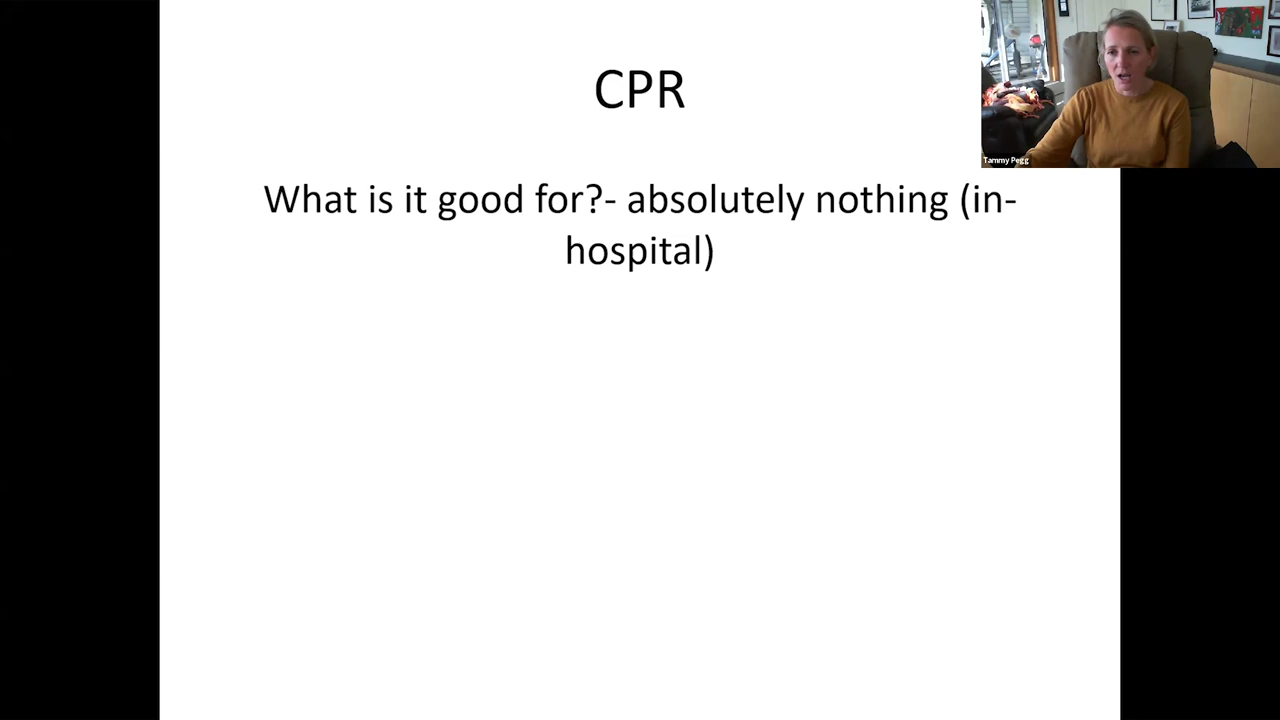 CPR
Tammy Pegg
What is it good for?- absolutely nothing (in-
hospital)